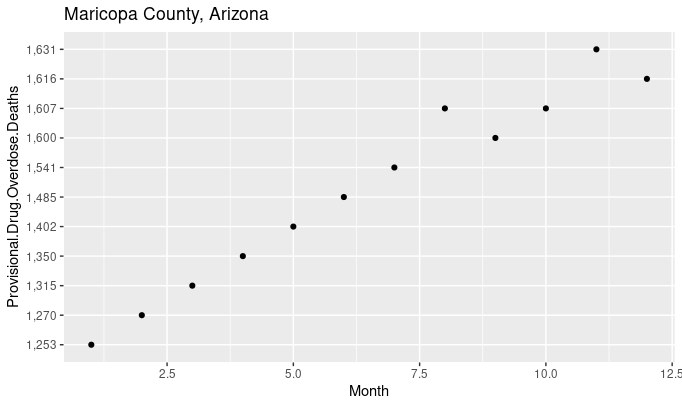 Maricopa County, Arizona
Provisional.Drug.Overdose.Deaths
1,631
1,616
1,607
1,600
1,541
1,485
1,402
1,350
1,315
1,270
1,253
2.5 5.0 7.5 10.0 12.5
Month